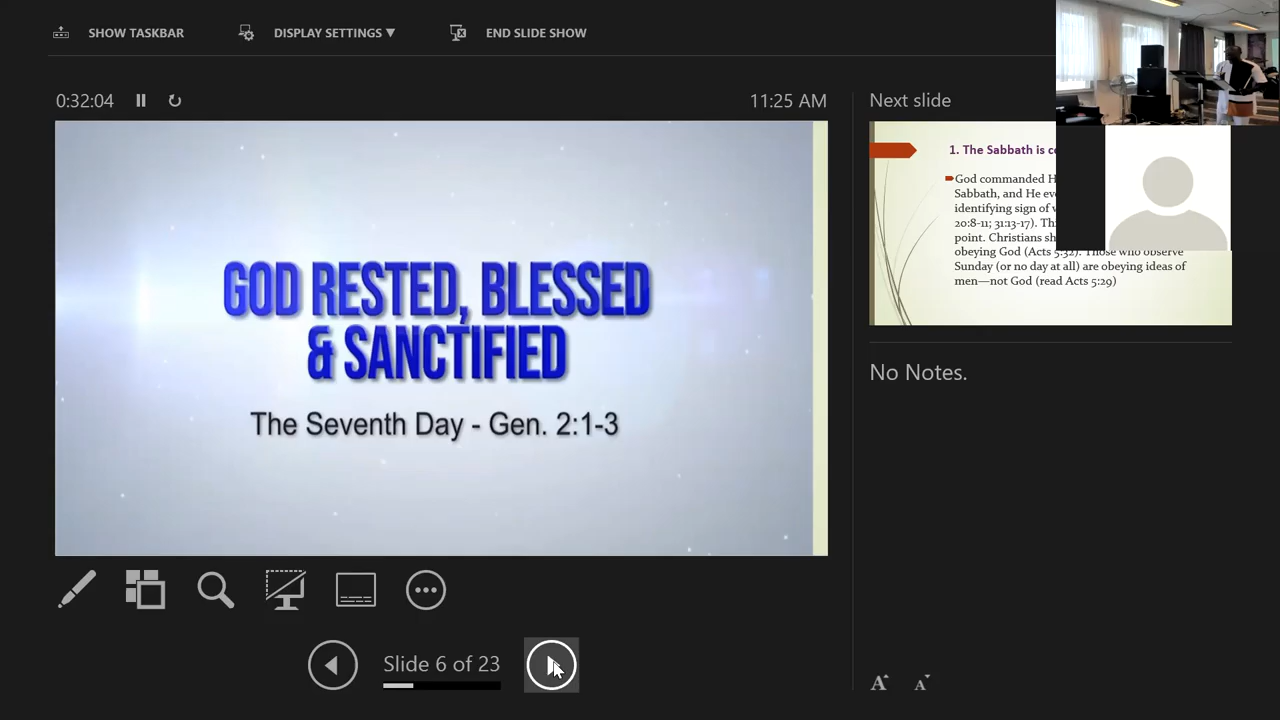 SHOW TASKBAR
DISPLAY SETTINGS ▼
END SLIDE SHOW
0:32:04
11:25 AM
GOD RESTED, BLESSED
& SANCTIFIED
The Seventh Day - Gen. 2:1-3
Slide 6 of 23
Next slide
1. The Sabbath is
God commanded
Sabbath, and He
identifying sign of
20:8-11; 31:13-17).
point. Christians
obeying God (Acts 5:32). Those who observe
Sunday (or no day at all) are obeying ideas of
men—not God (read Acts 5:29)
No Notes.
A A